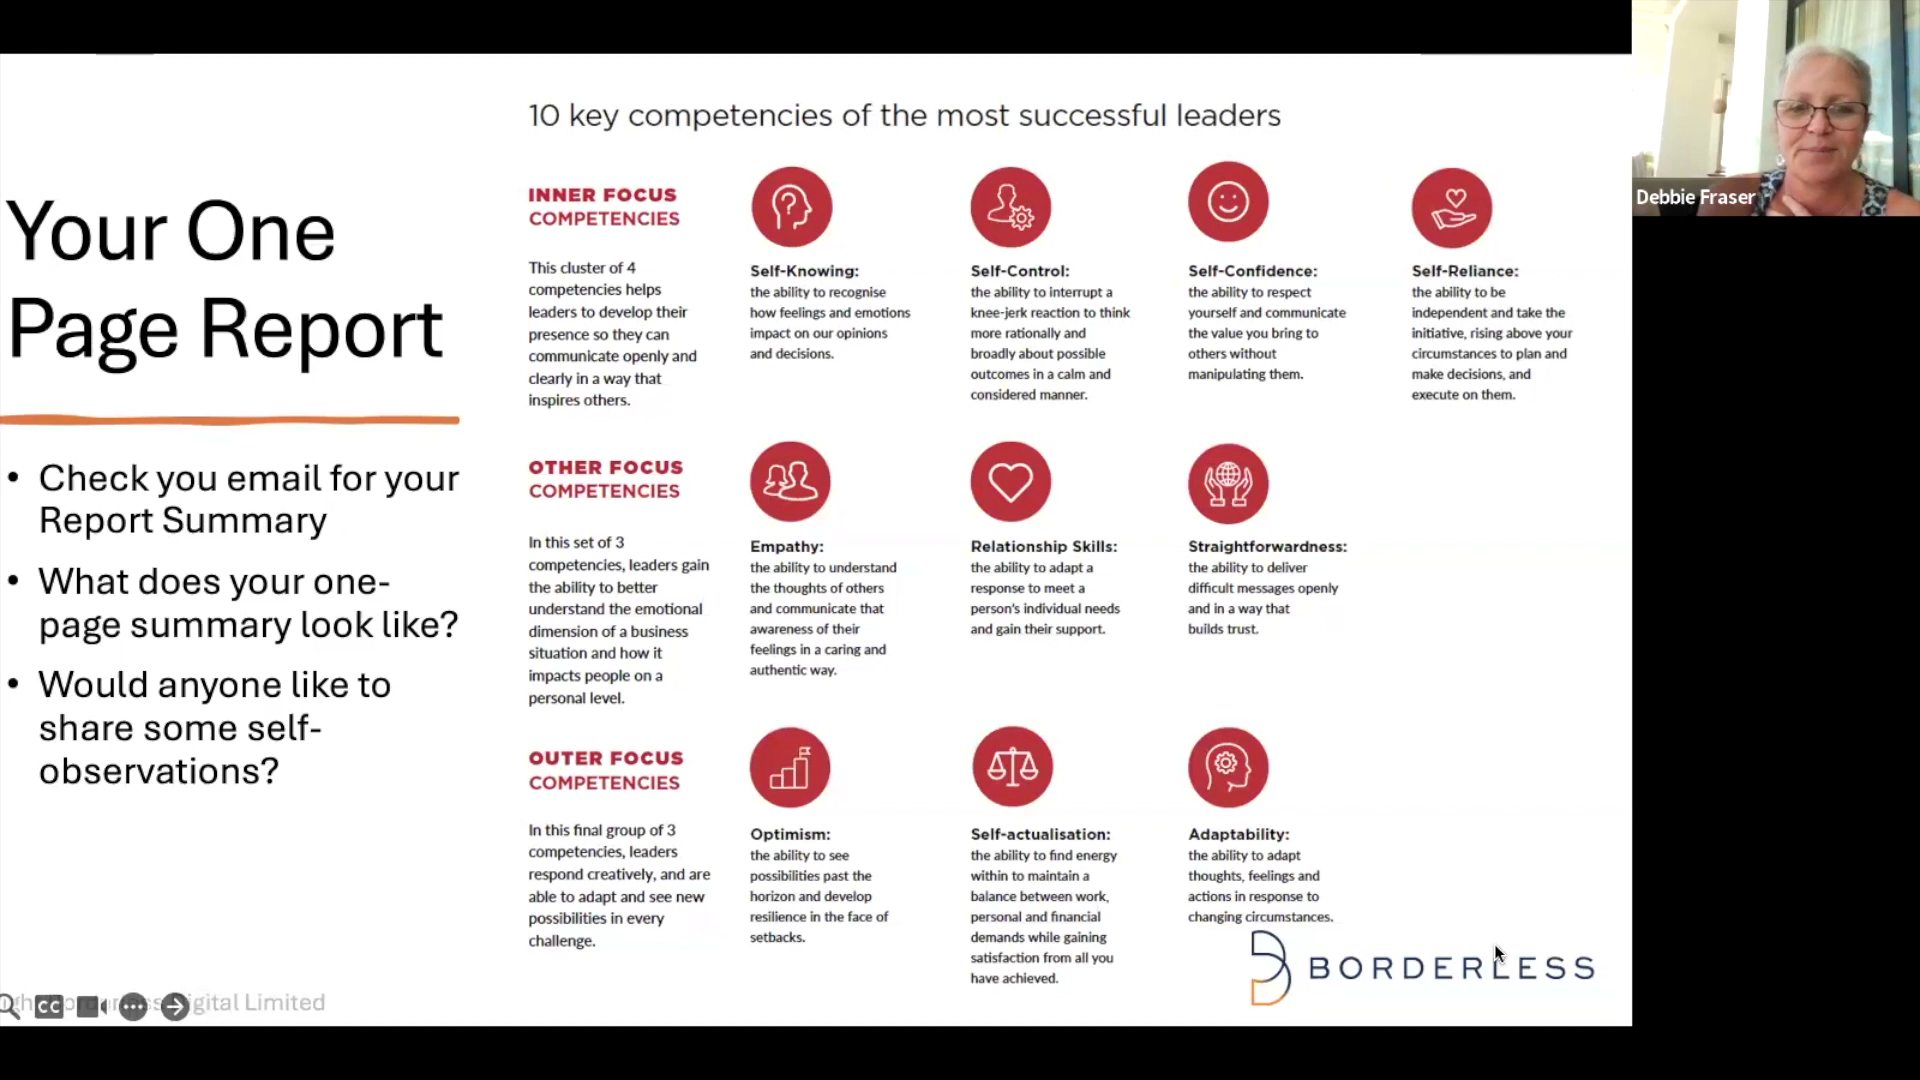 Your One
Page Report
• Check you email for your
Report Summary
• What does your one-
page summary look like?
• Would anyone like to
share some self-
observations?
10 key competencies of the most successful leaders
INNER FOCUS
COMPETENCIES
This cluster of 4
competencies helps
leaders to develop their
presence so they can
communicate openly and
clearly in a way that
inspires others.
Self-Knowing:
the ability to recognise
how feelings and emotions
impact on our opinions
and decisions.
Self-Control:
the ability to interrupt a
knee-jerk reaction to think
more rationally and
broadly about possible
outcomes in a calm and
considered manner.
Self-Confidence:
the ability to respect
yourself and communicate
the value you bring to
others without
manipulating them.
Self-Reliance:
the ability to be
independent and take the
initiative, rising above your
circumstances to plan and
make decisions, and
execute on them.
OTHER FOCUS
COMPETENCIES
In this set of 3
competencies, leaders gain
the ability to better
understand the emotional
dimension of a business
situation and how it
impacts people on a
personal level.
Empathy:
the ability to understand
the thoughts of others
and communicate that
awareness of their
feelings in a caring and
authentic way.
Relationship Skills:
the ability to adapt a
response to meet a
person's individual needs
and gain their support.
Straightforwardness:
the ability to deliver
difficult messages openly
and in a way that
builds trust.
OUTER FOCUS
COMPETENCIES
In this final group of 3
competencies, leaders
respond creatively, and are
able to adapt and see new
possibilities in every
challenge.
Optimism:
the ability to see
possibilities past the
horizon and develop
resilience in the face of
setbacks.
Self-actualisation:
the ability to find energy
within to maintain a
balance between work,
personal and financial
demands while gaining
satisfaction from all you
have achieved.
Adaptability:
the ability to adapt
thoughts, feelings and
actions in response to
changing circumstances.
BORDERLESS
CC
Limited
Debbie Fraser